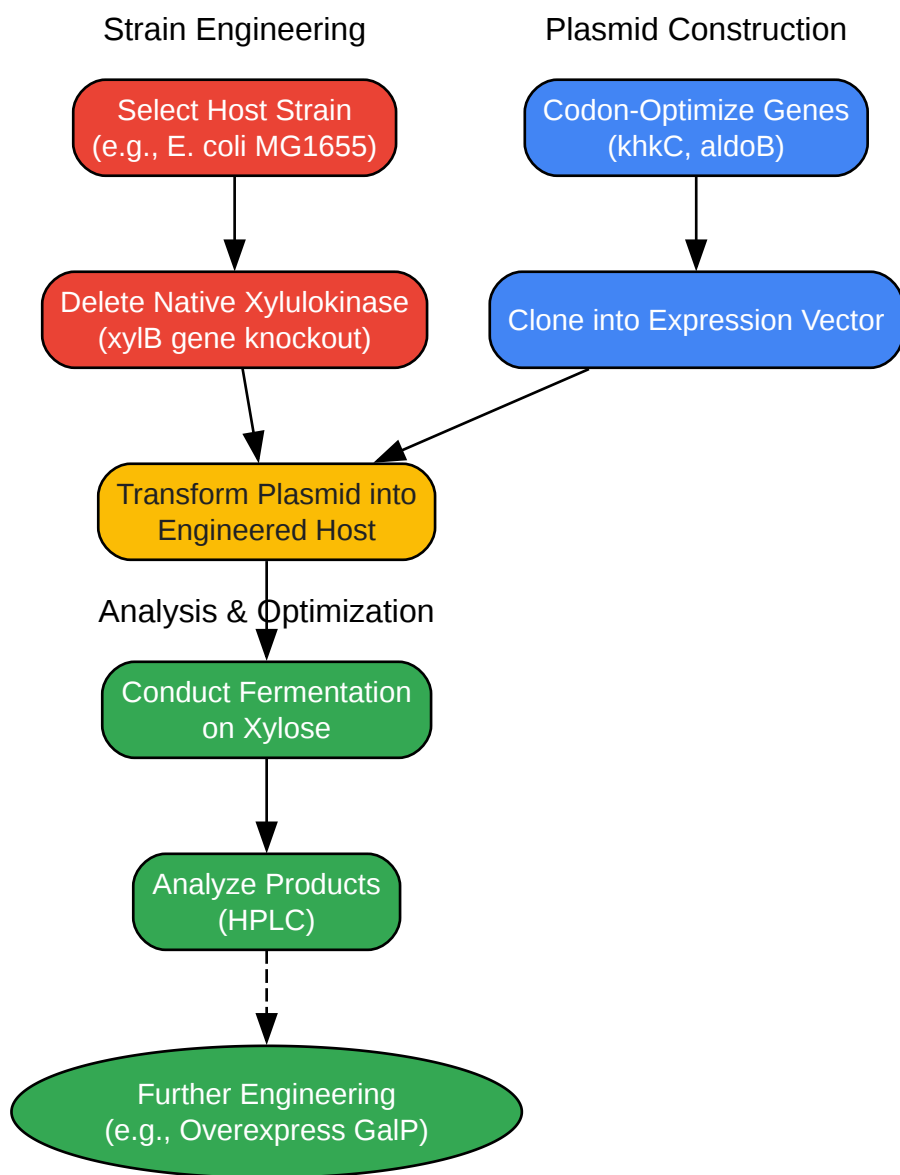 Strain Engineering
Plasmid Construction
Select Host Strain
(e.g., E. coli MG1655)
Codon-Optimize Genes
(khkC, aldoB)
Delete Native Xylulokinase
(xylB gene knockout)
Clone into Expression Vector
Transform Plasmid into
Engineered Host
Analysis & Optimization
Conduct Fermentation
on Xylose
Analyze Products
(HPLC)
Further Engineering
(e.g., Overexpress GalP)